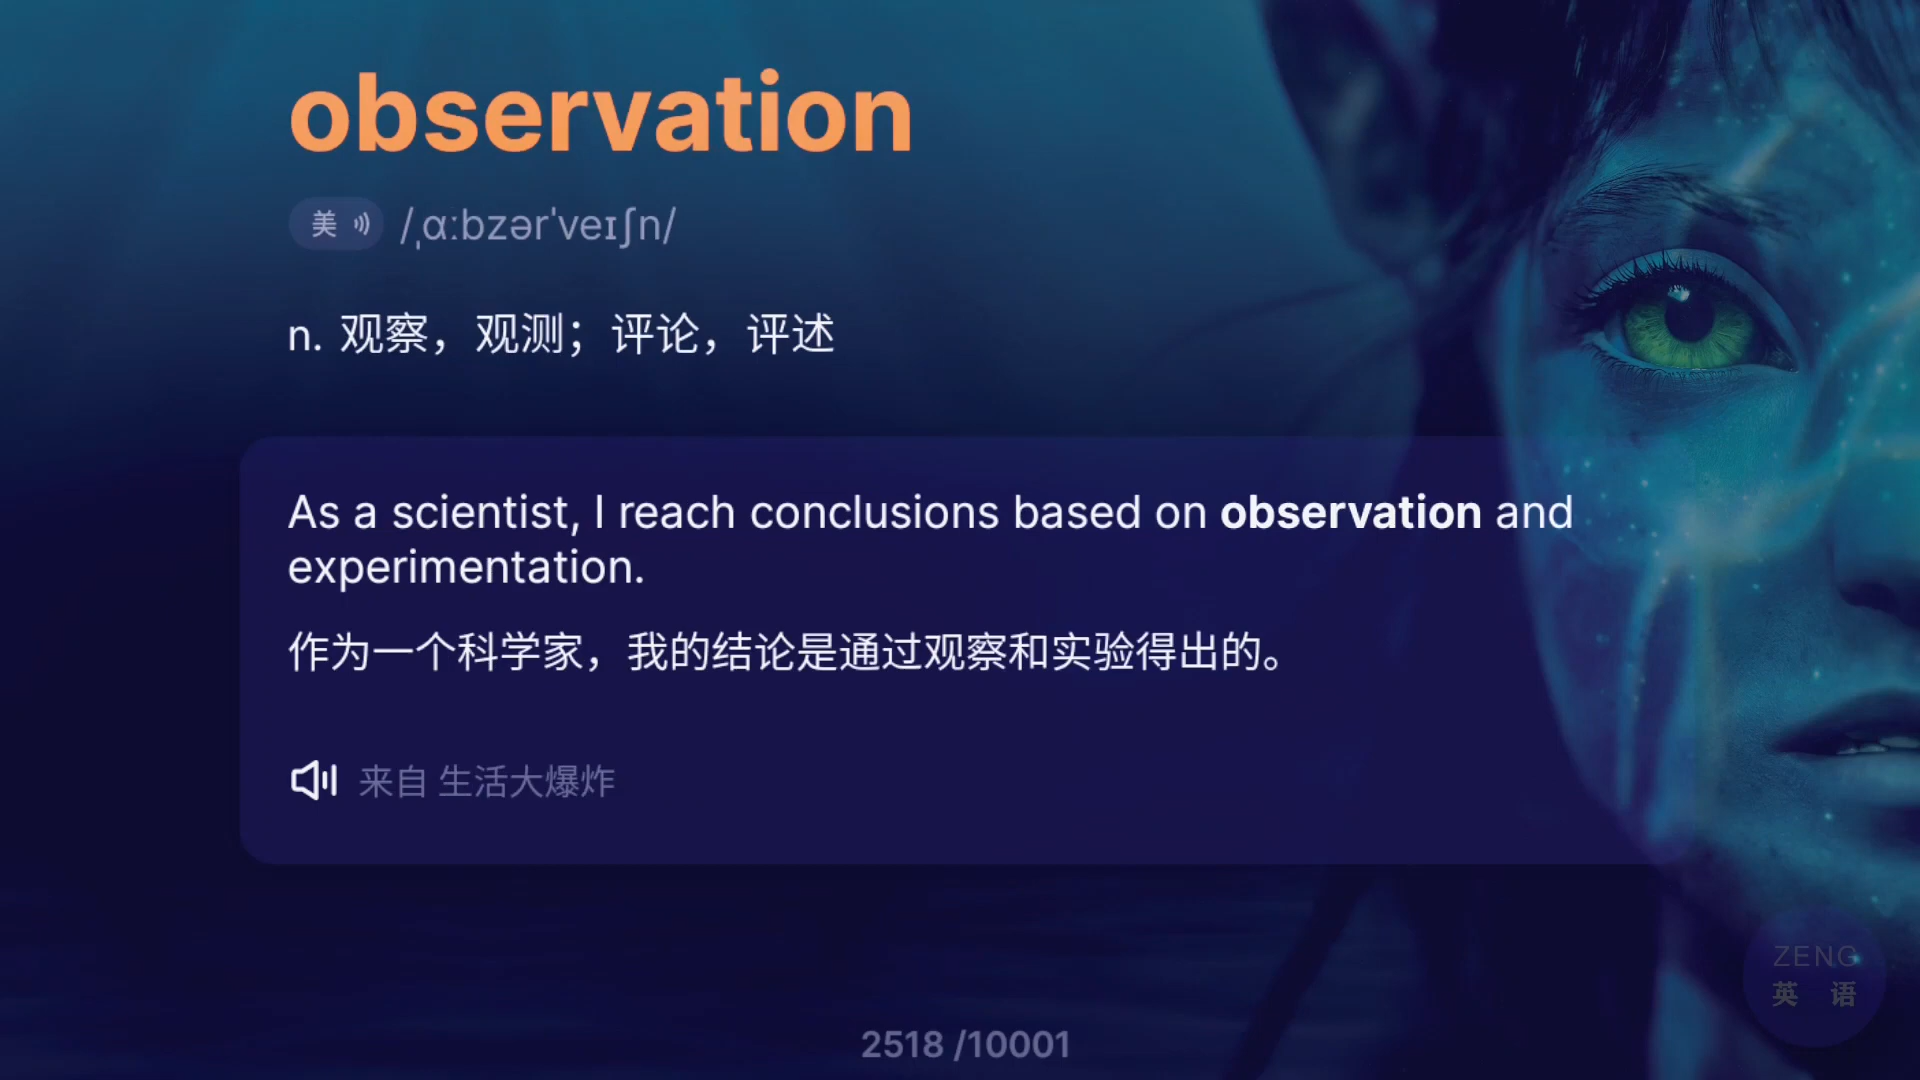 observation
美 /ˌɑːbzərˈveɪʃn/
n. 观察，观测；评论，评述
As a scientist, I reach conclusions based on observation and
experimentation.
作为一个科学家，我的结论是通过观察和实验得出的。
来自 生活大爆炸
ZENG
英 语
2518 /10001